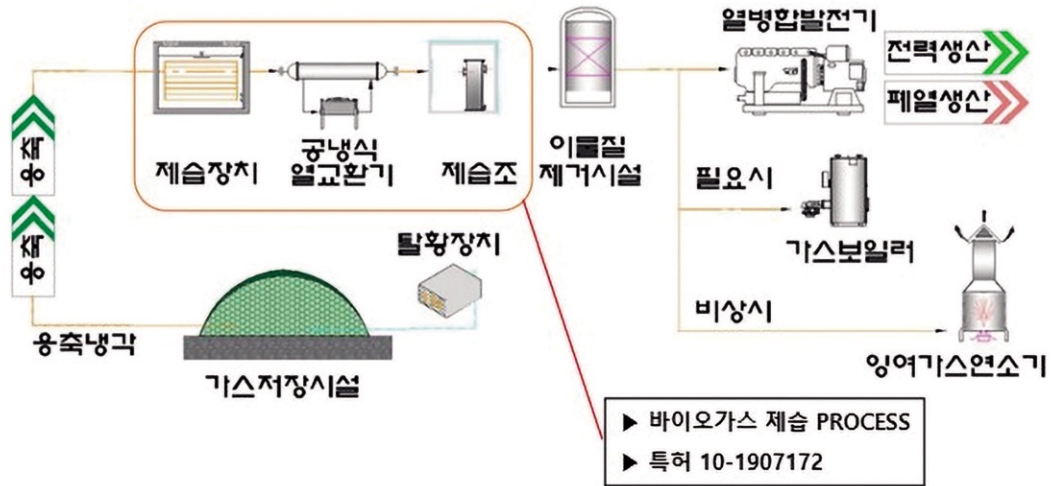 열병합발전기
전력생산
폐열생산
제습장치
공냉식
열교환기
제습조
이물질
제거시설
필요시
가스보일러
응축
응축
탈황장치
비상시
응축냉각
가스저장시설
잉여가스연소기
▶ 바이오가스 제습 PROCESS
▶ 특허 10-1907172